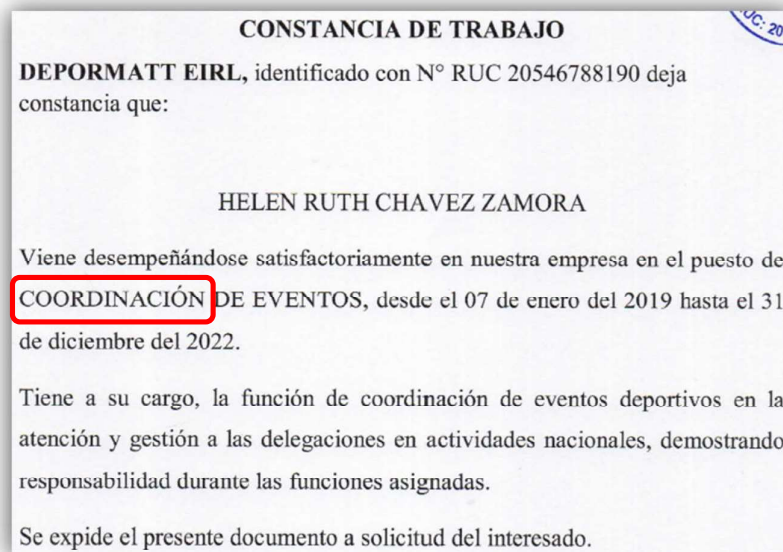 CONSTANCIA DE TRABAJO
DEPORMATT EIRL, identificado con N° RUC 20546788190 deja
constancia que:
HELEN RUTH CHAVEZ ZAMORA
Viene desempeñándose satisfactoriamente en nuestra empresa en el puesto de
COORDINACIÓN DE EVENTOS, desde el 07 de enero del 2019 hasta el 31
de diciembre del 2022.
Tiene a su cargo, la función de coordinación de eventos deportivos en la
atención y gestión a las delegaciones en actividades nacionales, demostrando
responsabilidad durante las funciones asignadas.
Se expide el presente documento a solicitud del interesado.